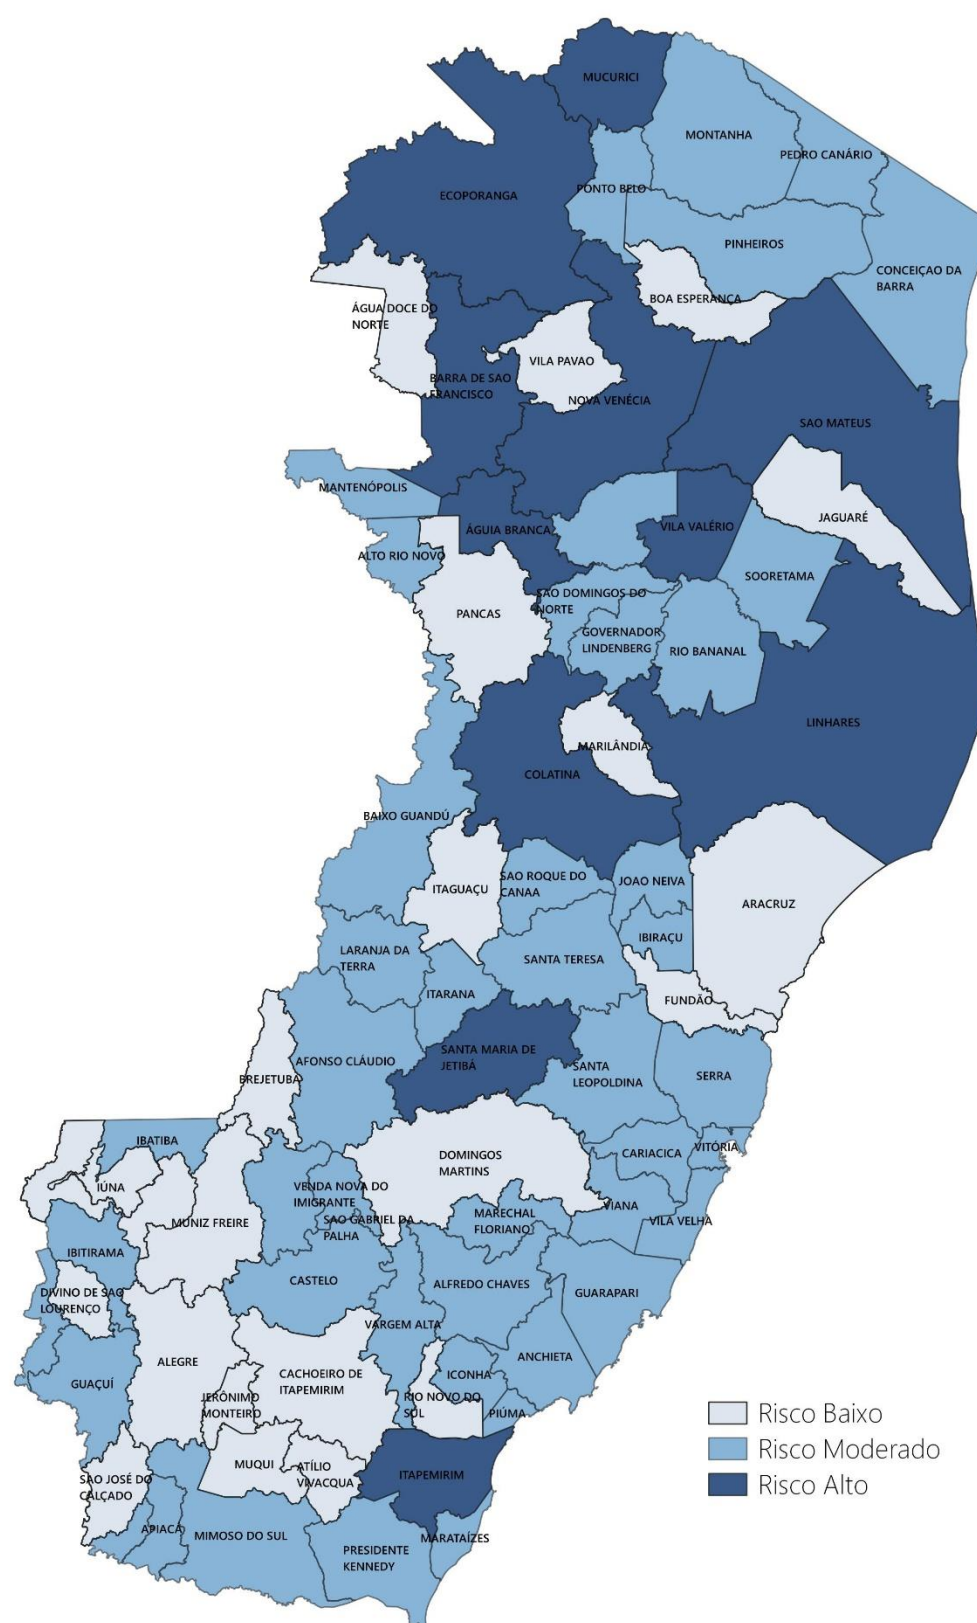 MUCURICI
MONTANHA
PEDRO CANÁRIO
ECOPORANGA
PONTO BELO
PINHEIROS
CONCEIÇAO DA
BARRA
BOA ESPERANÇA
ÁGUA DOCE DO
NORTE
VILA PAVAO
BARRA DE SAO
FRANCISCO
NOVA VENÉCIA
SAO MATEUS
MANTENÓPOLIS
JAGUARÉ
ÁGUIA BRANCA
VILA VALÉRIO
ALTO RIO NOVO
SOORETAMA
PANCAS
SAO DOMINGOS DO
NORTE
GOVERNADOR
LINDENBERG
RIO BANANAL
LINHARES
MARILÂNDIA
COLATINA
BAIXO GUANDÚ
ITAGUAÇU
SAO ROQUE DO
CANAA
JOAO NEIVA
ARACRUZ
IBIRAÇU
LARANJA DA
TERRA
SANTA TERESA
ITARANA
FUNDÃO
AFONSO CLÁUDIO
SANTA MARIA DE
JETIBÁ
SANTA
LEOPOLDINA
SERRA
BREJETUBA
IBATIBA
DOMINGOS
MARTINS
CARIACICA
VITÓRIA
IÚNA
VENDA NOVA DO
IMIGRANTE
MUNIZ FREIRE
SAO GABRIEL DA
PALHA
MARECHAL
FLORIANO
VIANA
VILA VELHA
IBITIRAMA
CASTELO
ALFREDO CHAVES
GUARAPARI
DIVINO DE SAO
LOURENÇO
VARGEM ALTA
ALEGRE
ANCHIETA
GUAÇUÍ
CACHOEIRO DE
ITAPEMIRIM
ICONHA
JERÔNIMO
MONTEIRO
RIO NOVO DO
SUL
PIÚMA
MUQUI
ATÍLIO
VIVACQUA
ITAPEMIRIM
SAO JOSÉ DO
CALÇADO
APIACÁ
MIMOSO DO SUL
PRESIDENTE
KENNEDY
MARATAÍZES
Risco Baixo
Risco Moderado
Risco Alto